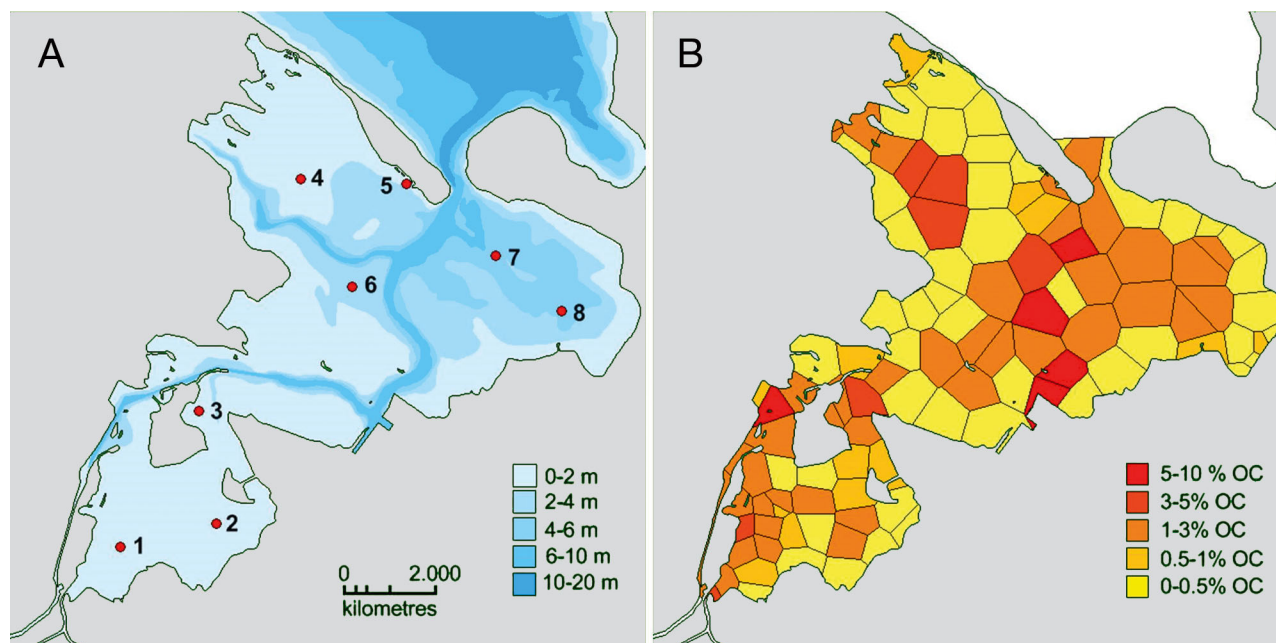 A
B
4
5
7
6
8
3
2
1
0-2 m
2-4 m
4-6 m
6-10 m
10-20 m
0 2.000
kilometres
5-10 % OC
3-5% OC
1-3% OC
0.5-1% OC
0-0.5% OC